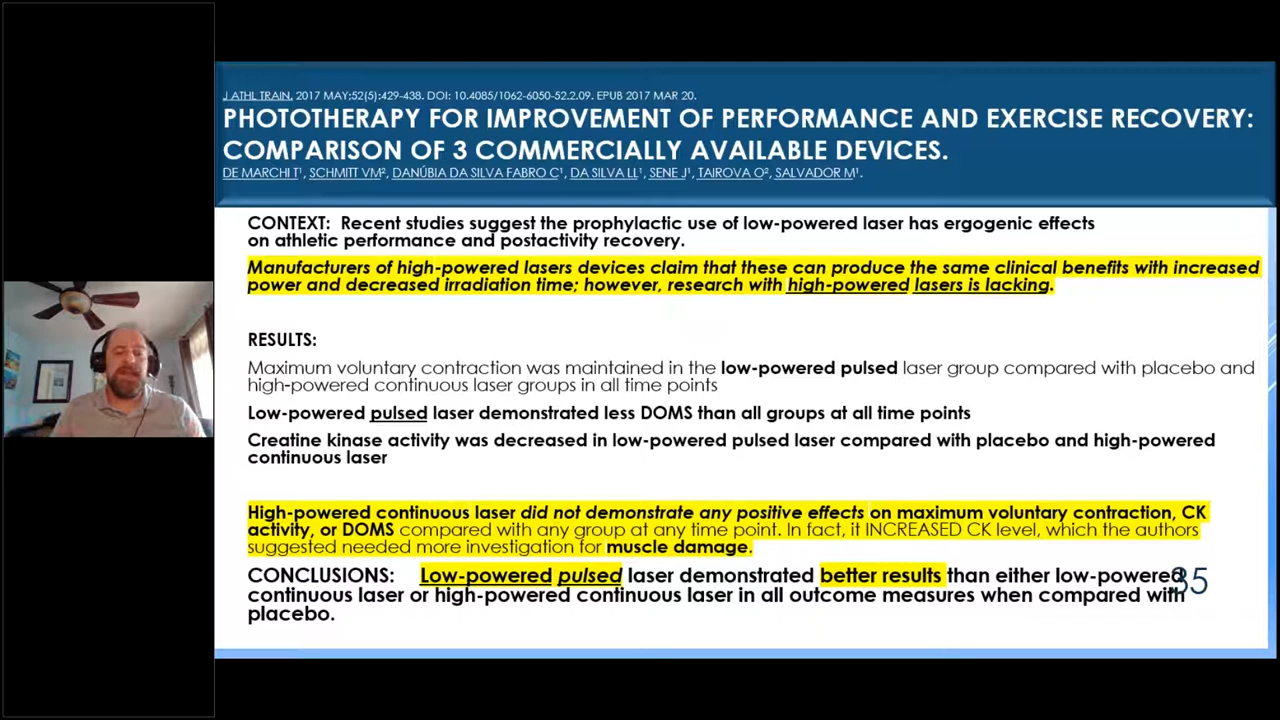 J ATHL TRAIN. 2017 MAY;52(5):429-438. DOI: 10.4085/1062-6050-52.2.09. EPUB 2017 MAR 20.
PHOTOTHERAPY FOR IMPROVEMENT OF PERFORMANCE AND EXERCISE RECOVERY:
COMPARISON OF 3 COMMERCIALLY AVAILABLE DEVICES.
DE MARCHI T¹, SCHMITT VM², DANÚBIA DA SILVA FABRO C¹, DA SILVA LL¹, SENE J¹, TAIROVA O², SALVADOR M¹.
CONTEXT: Recent studies suggest the prophylactic use of low-powered laser has ergogenic effects
on athletic performance and postactivity recovery.
Manufacturers of high-powered lasers devices claim that these can produce the same clinical benefits with increased
power and decreased irradiation time; however, research with high-powered lasers is lacking.
RESULTS:
Maximum voluntary contraction was maintained in the low-powered pulsed laser group compared with placebo and
high-powered continuous laser groups in all time points
Low-powered pulsed laser demonstrated less DOMS than all groups at all time points
Creatine kinase activity was decreased in low-powered pulsed laser compared with placebo and high-powered
continuous laser
High-powered continuous laser did not demonstrate any positive effects on maximum voluntary contraction, CK
activity, or DOMS compared with any group at any time point. In fact, it INCREASED CK level, which the authors
suggested needed more investigation for muscle damage.
CONCLUSIONS: Low-powered pulsed laser demonstrated better results than either low-powered
continuous laser or high-powered continuous laser in all outcome measures when compared with
placebo.
35